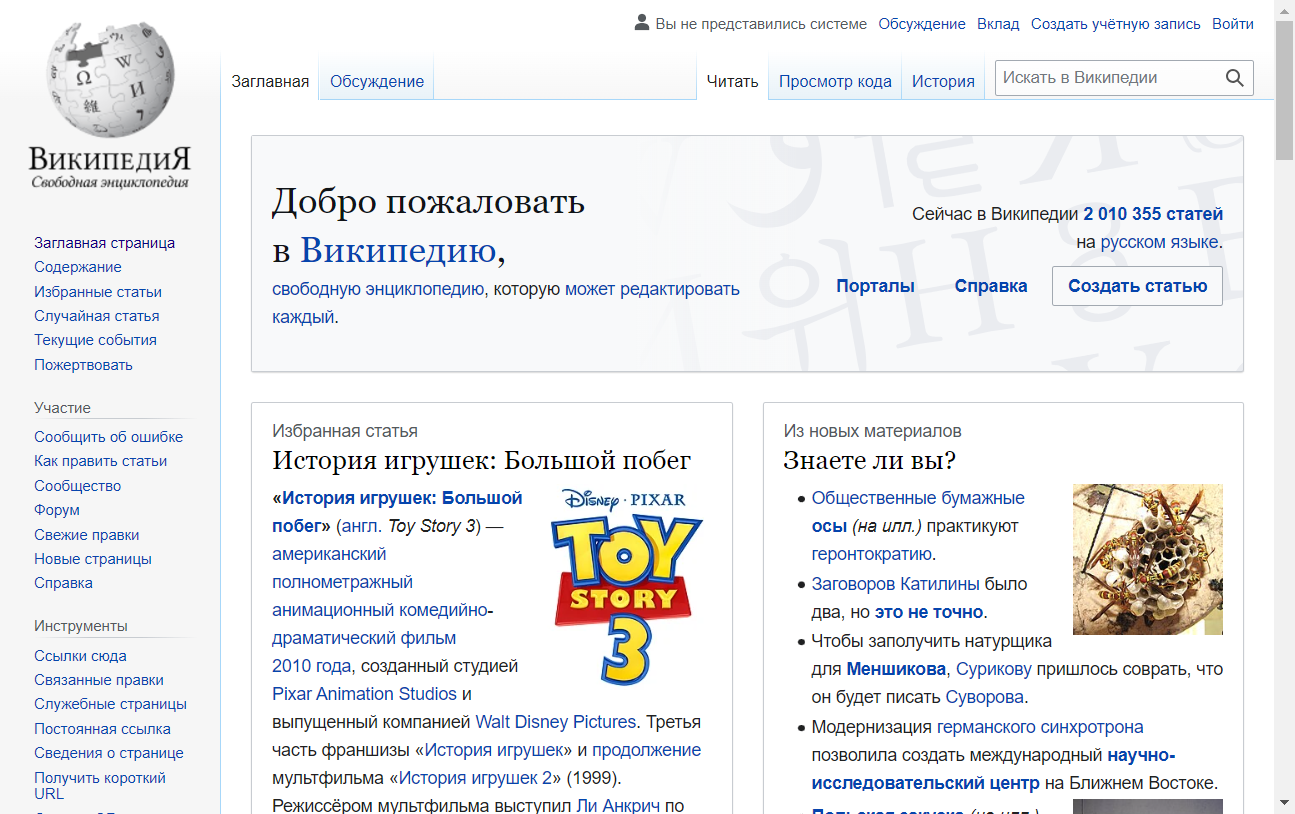 Вы не представились системе Обсуждение Вклад Создать учётную запись Войти
Заглавная Обсуждение Читать Просмотр кода История Искать в Википедии
ВИКИПЕДИЯ
Свободная энциклопедия
Заглавная страница
Содержание
Избранные статьи
Случайная статья
Текущие события
Пожертвовать
Участие
Сообщить об ошибке
Как править статьи
Сообщество
Форум
Свежие правки
Новые страницы
Справка
Инструменты
Ссылки сюда
Связанные правки
Служебные страницы
Постоянная ссылка
Сведения о странице
Получить короткий
URL
Добро пожаловать
в Википедию,
свободную энциклопедию, которую может редактировать
каждый.
Сейчас в Википедии 2 010 355 статей
на русском языке.
Порталы Справка Создать статью
Избранная статья
История игрушек: Большой побег
«История игрушек: Большой
побег» (англ. Toy Story 3) —
американский
полнометражный
анимационный комедийно-
драматический фильм
2010 года, созданный студией
Pixar Animation Studios и
выпущенный компанией Walt Disney Pictures. Третья
часть франшизы «История игрушек» и продолжение
мультфильма «История игрушек 2» (1999).
Режиссёром мультфильма выступил Ли Анкрич по
DISNEY · PIXAR
TOY
STORY
3
Из новых материалов
Знаете ли вы?
• Общественные бумажные
осы (на илл.) практикуют
геронтократию.
• Заговоров Катилины было
два, но это не точно.
• Чтобы заполучить натурщика
для Меншикова, Сурикову пришлось соврать, что
он будет писать Суворова.
• Модернизация германского синхротрона
позволила создать международный научно-
исследовательский центр на Ближнем Востоке.